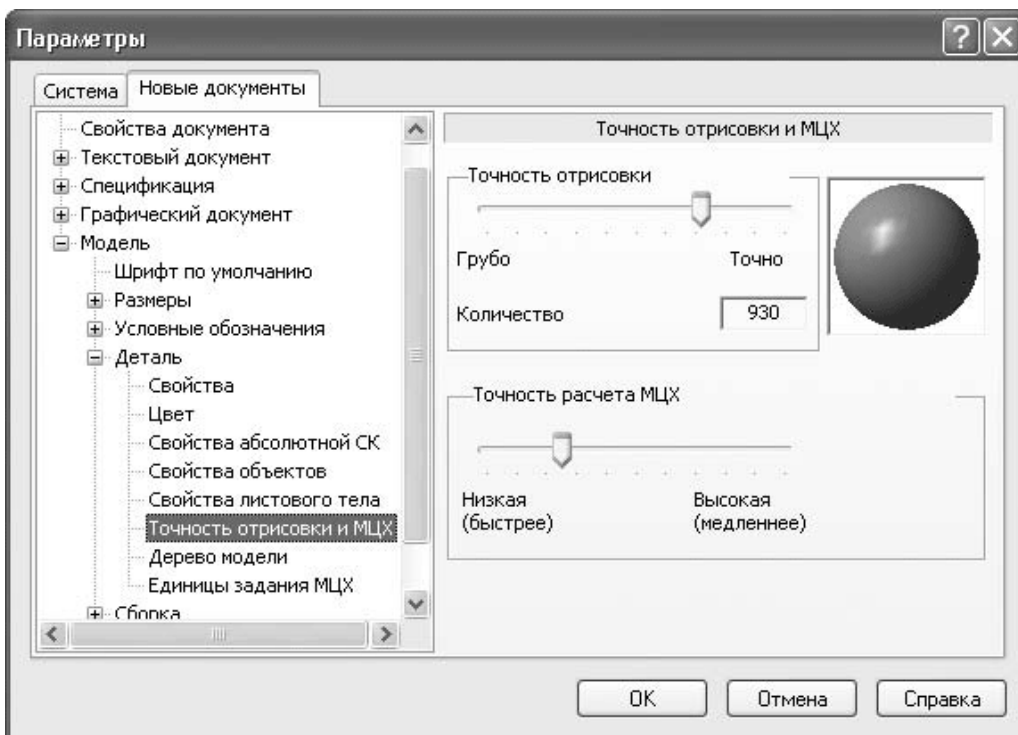 Параметры
Система
Новые документы
Свойства документа
Текстовый документ
Спецификация
Графический документ
Модель
Шрифт по умолчанию
Размеры
Условные обозначения
Деталь
Свойства
Цвет
Свойства абсолютной СК
Свойства объектов
Свойства листового тела
Точность отрисовки и МЦХ
Дерево модели
Единицы задания МЦХ
Сборка
Точность отрисовки и МЦХ
Точность отрисовки
Грубо
Точно
Количество
930
Точность расчета МЦХ
Низкая
(быстрее)
Высокая
(медленнее)
OK
Отмена
Справка